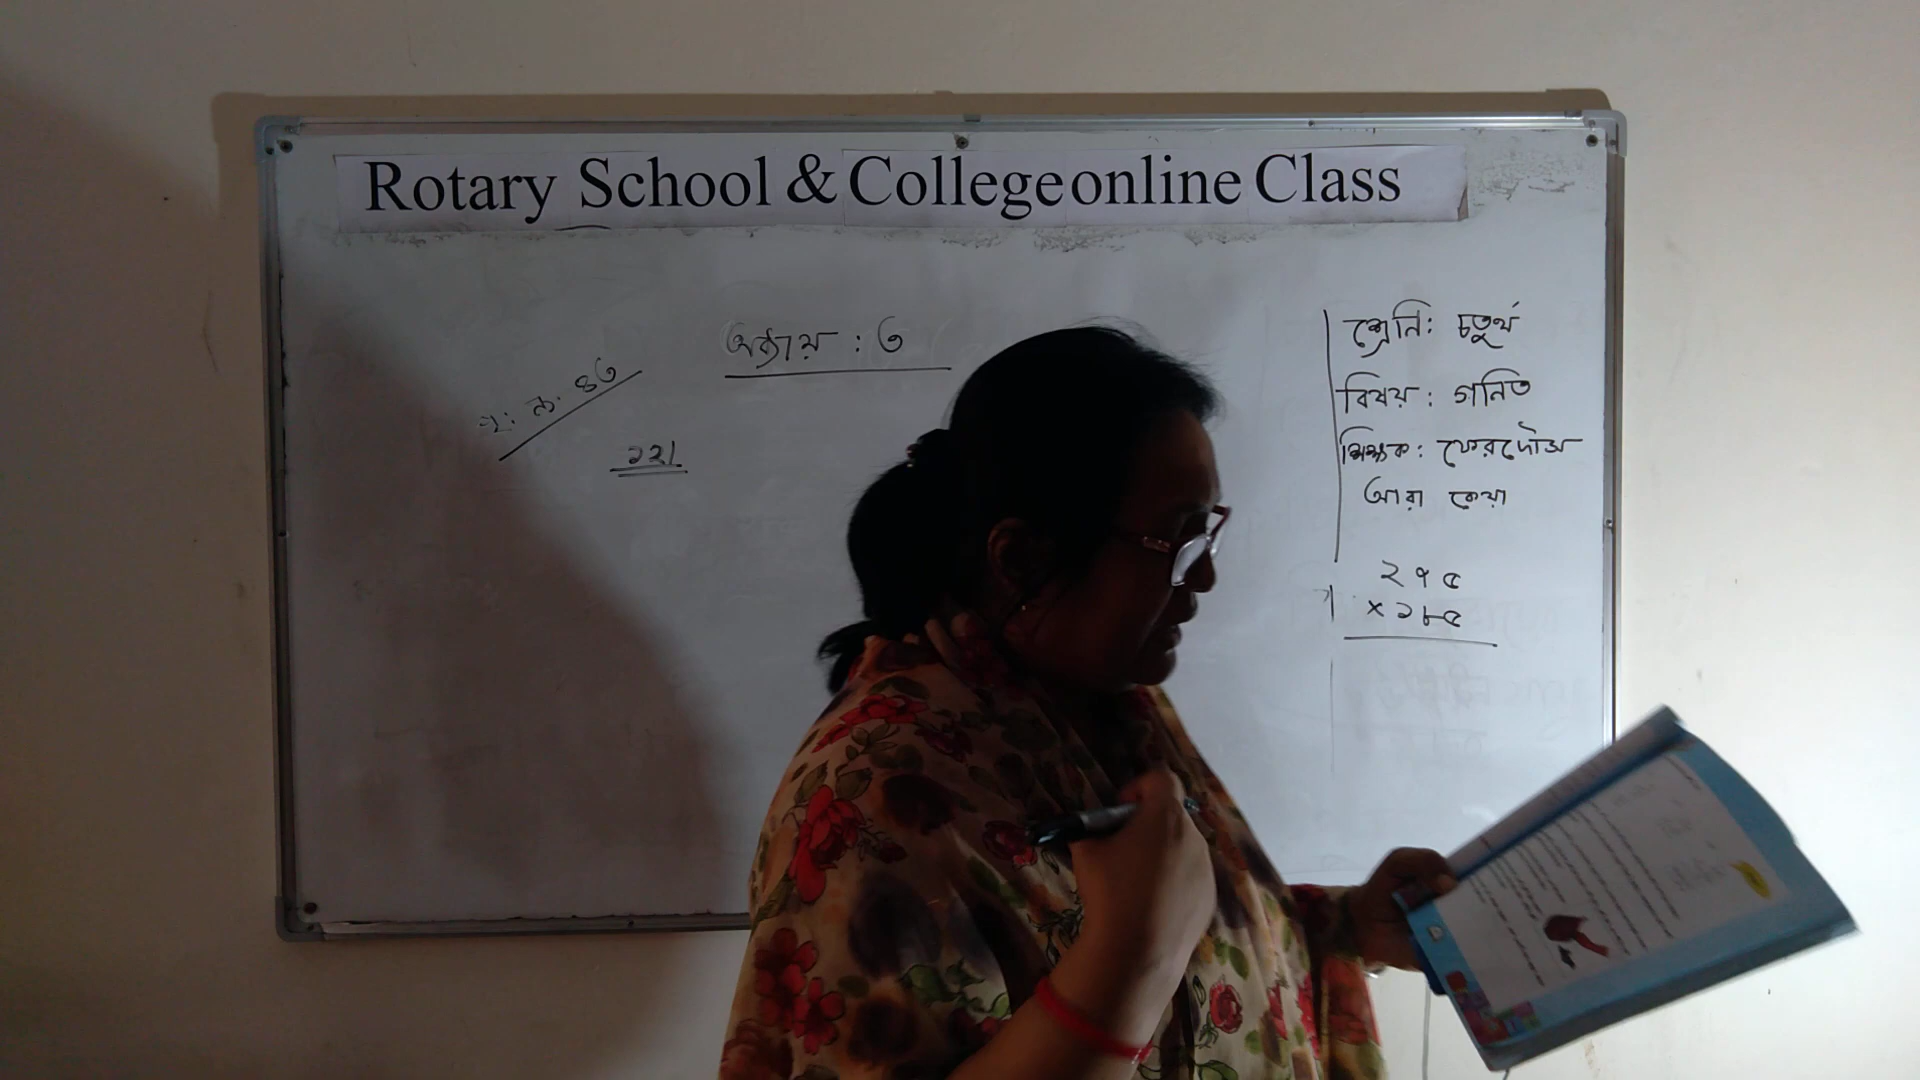 Rotary School & College online Class
অধ্যায় : ৩
পৃ: নং. ৪৩
১২।
শ্রেনি: চতুর্থ
বিষয় : গনিত
শিক্ষক : ফেরদৌস
আরা কেয়া
২৭৫
×১৮৫